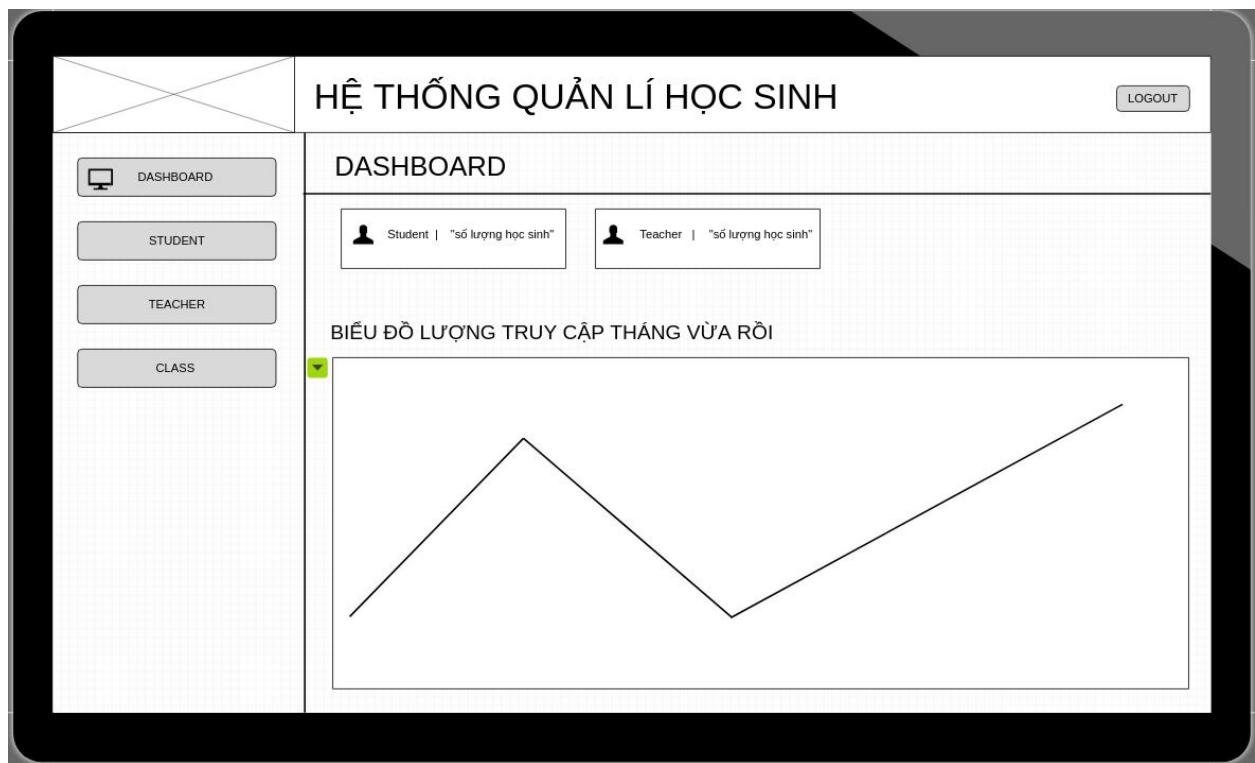 HỆ THỐNG QUẢN LÍ HỌC SINH
LOGOUT
DASHBOARD
STUDENT
TEACHER
CLASS
DASHBOARD
Student | "số lượng học sinh"
Teacher | "số lượng học sinh"
BIỂU ĐỒ LƯỢNG TRUY CẬP THÁNG VỪA RỒI